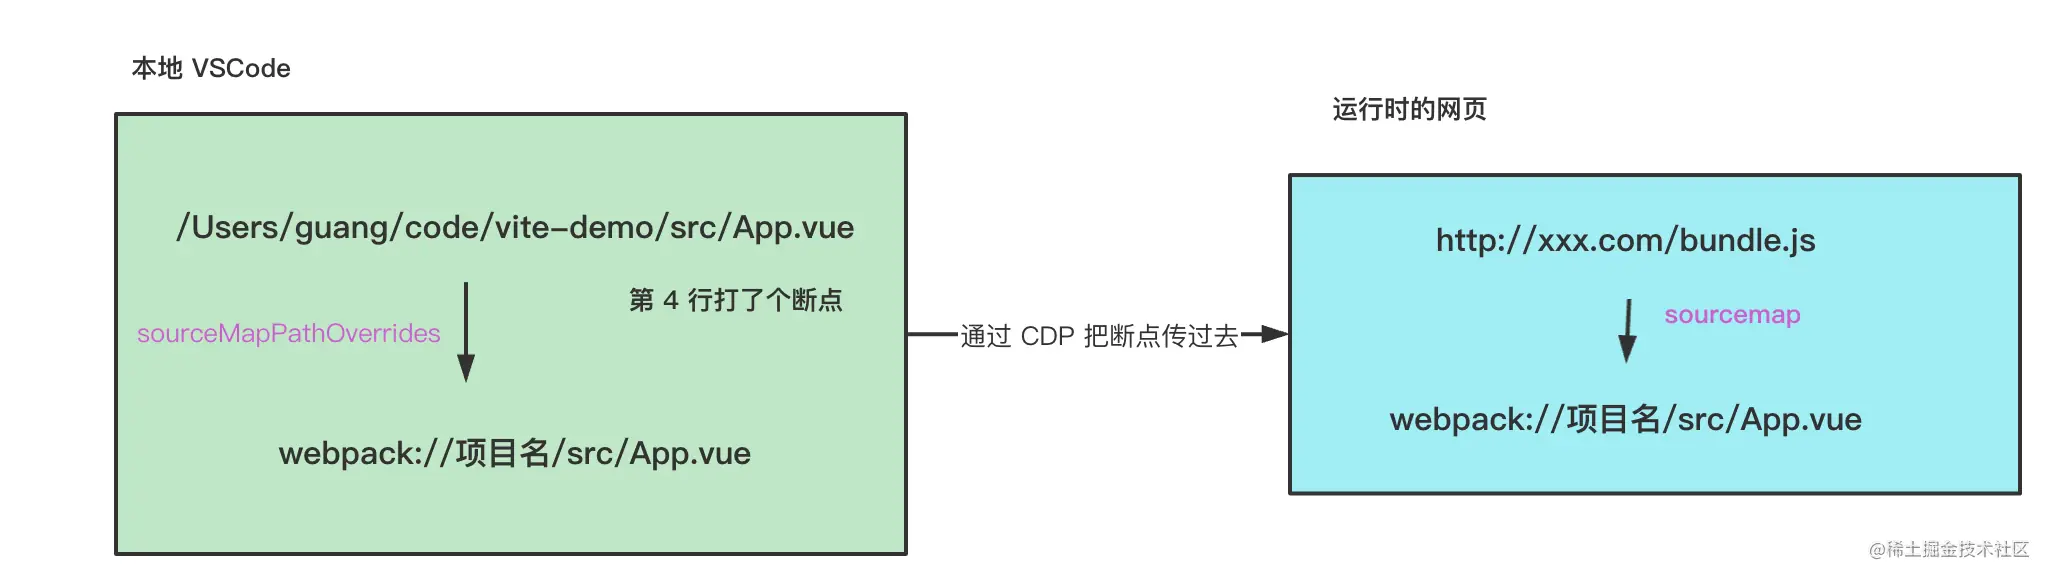 本地 VSCode
/Users/guang/code/vite-demo/src/App.vue
第 4 行打了个断点
sourceMapPathOverrides
webpack://项目名/src/App.vue
通过 CDP 把断点传过去
运行时的网页
http://xxx.com/bundle.js
sourcemap
webpack://项目名/src/App.vue
@稀土掘金技术社区